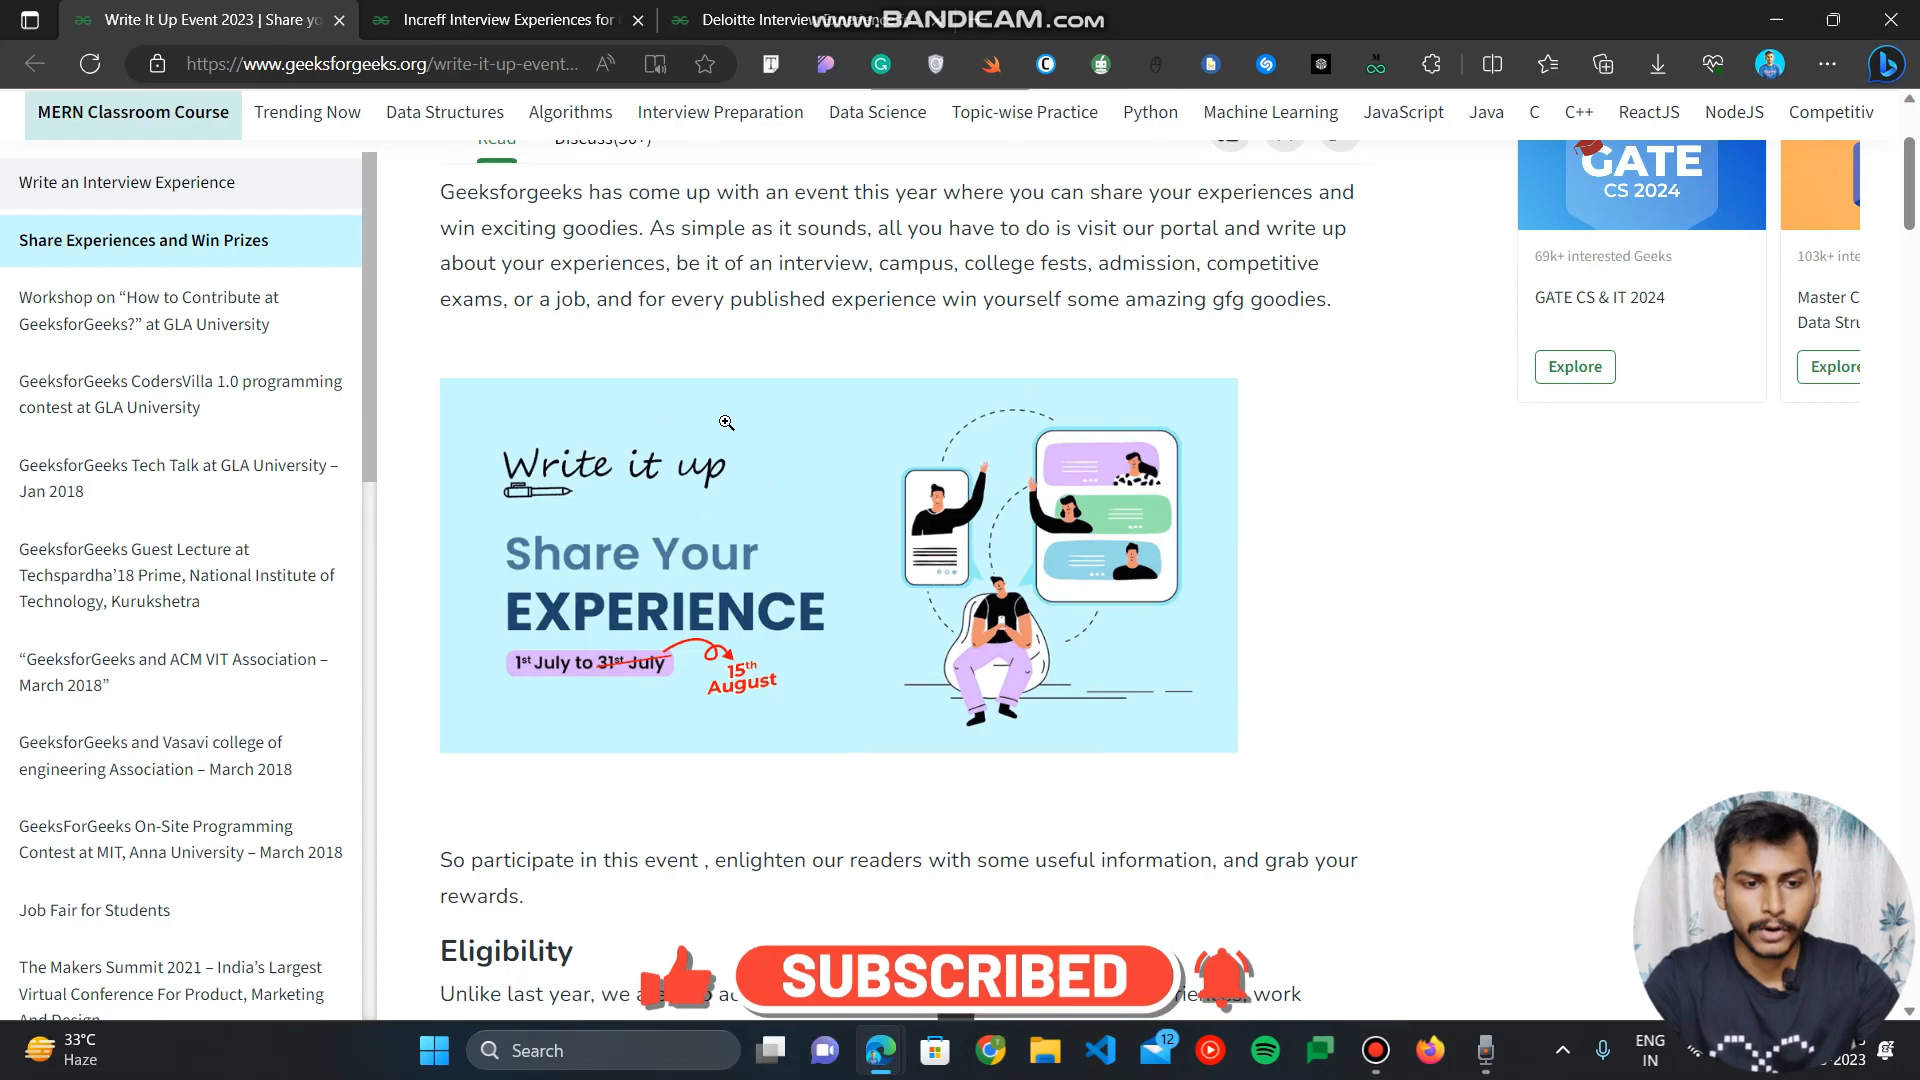 Write It Up Event 2023 | Share yo
Increff Interview Experiences for
Deloitte Interview
www.BANDICAM.com
https://www.geeksforgeeks.org/write-it-up-event...
MERN Classroom Course
Trending Now
Data Structures
Algorithms
Interview Preparation
Data Science
Topic-wise Practice
Python
Machine Learning
JavaScript
Java
C
C++
ReactJS
NodeJS
Competitiv
Read
Discuss(30+)
Write an Interview Experience
Share Experiences and Win Prizes
Workshop on “How to Contribute at
GeeksforGeeks?” at GLA University
GeeksforGeeks CodersVilla 1.0 programming
contest at GLA University
GeeksforGeeks Tech Talk at GLA University –
Jan 2018
GeeksforGeeks Guest Lecture at
Techspardha’18 Prime, National Institute of
Technology, Kurukshetra
“GeeksforGeeks and ACM VIT Association –
March 2018”
GeeksforGeeks and Vasavi college of
engineering Association – March 2018
GeeksForGeeks On-Site Programming
Contest at MIT, Anna University – March 2018
Job Fair for Students
The Makers Summit 2021 – India’s Largest
Virtual Conference For Product, Marketing
And Design
Geeksforgeeks has come up with an event this year where you can share your experiences and
win exciting goodies. As simple as it sounds, all you have to do is visit our portal and write up
about your experiences, be it of an interview, campus, college fests, admission, competitive
exams, or a job, and for every published experience win yourself some amazing gfg goodies.
Write it up
Share Your
EXPERIENCE
1st July to 31st July
15th
August
So participate in this event , enlighten our readers with some useful information, and grab your
rewards.
Eligibility
Unlike last year, we a
work
SUBSCRIBED
GATE
CS 2024
69k+ interested Geeks
GATE CS & IT 2024
Explore
103k+ inte
Master C
Data Stru
Explore
33°C
Haze
Search
12
ENG
IN
2023